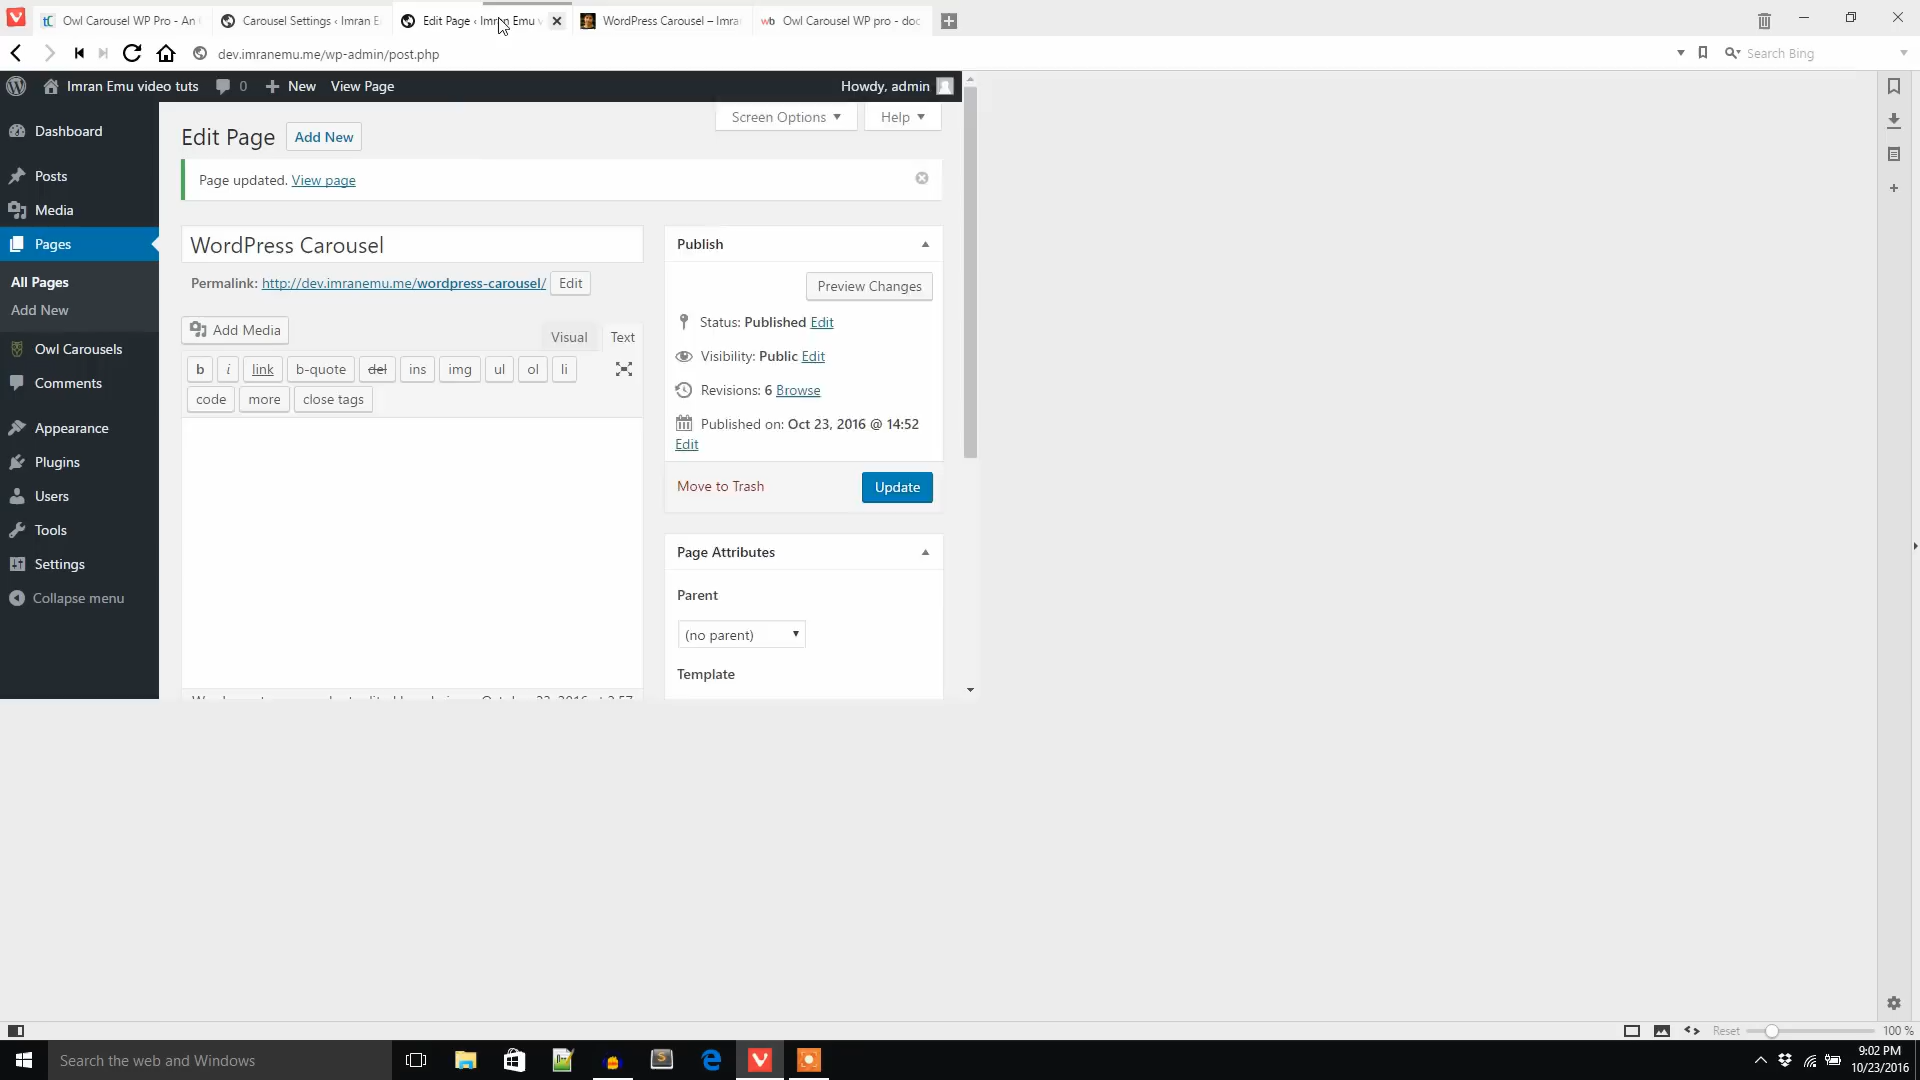 Owl Carousel WP Pro - An
Carousel Settings ‹ Imran E
Edit Page ‹ Imran Emu v
WordPress Carousel – Imra
Owl Carousel WP pro - doc
dev.imranemu.me/wp-admin/post.php
Search Bing
Imran Emu video tuts
0
New
View Page
Howdy, admin
Dashboard
Posts
Media
Pages
All Pages
Add New
Owl Carousels
Comments
Appearance
Plugins
Users
Tools
Settings
Collapse menu
Screen Options
Help
Edit Page
Add New
Page updated. View page
WordPress Carousel
Permalink: http://dev.imranemu.me/wordpress-carousel/ Edit
Add Media
Visual
Text
b i link b-quote del ins img ul ol li
code more close tags
Publish
Preview Changes
Status: Published Edit
Visibility: Public Edit
Revisions: 6 Browse
Published on: Oct 23, 2016 @ 14:52
Edit
Move to Trash
Update
Page Attributes
Parent
(no parent)
Template
Reset
100 %
Search the web and Windows
9:02 PM
10/23/2016